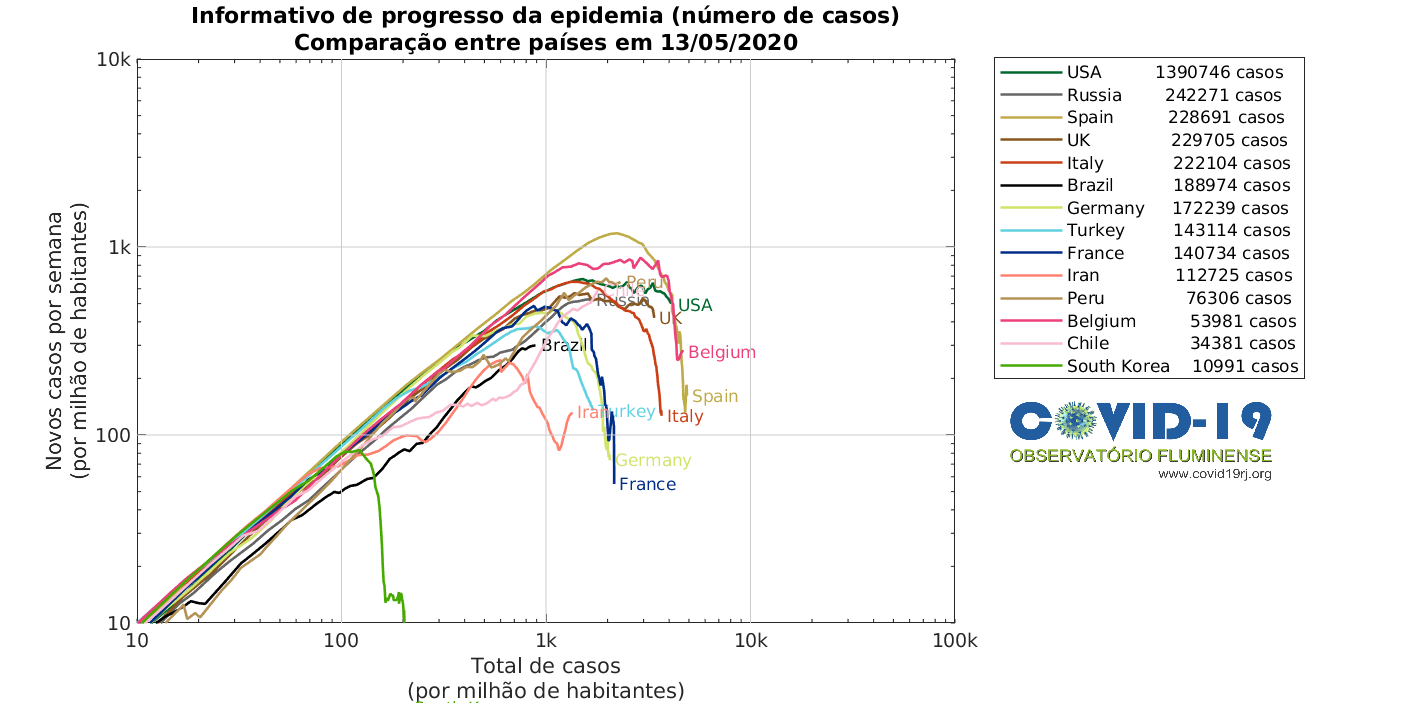 Informativo de progresso da epidemia (número de casos)
Comparação entre países em 13/05/2020
Novos casos por semana
(por milhão de habitantes)
10k
1k
100
10
10
100
1k
10k
100k
Total de casos
(por milhão de habitantes)
Peru
Chile
Russia
USA
UK
Brazil
Belgium
Spain
Iran
Turkey
Italy
Germany
France
South Korea
USA 1390746 casos
Russia 242271 casos
Spain 228691 casos
UK 229705 casos
Italy 222104 casos
Brazil 188974 casos
Germany 172239 casos
Turkey 143114 casos
France 140734 casos
Iran 112725 casos
Peru 76306 casos
Belgium 53981 casos
Chile 34381 casos
South Korea 10991 casos
COVID-19
OBSERVATÓRIO FLUMINENSE
www.covid19rj.org